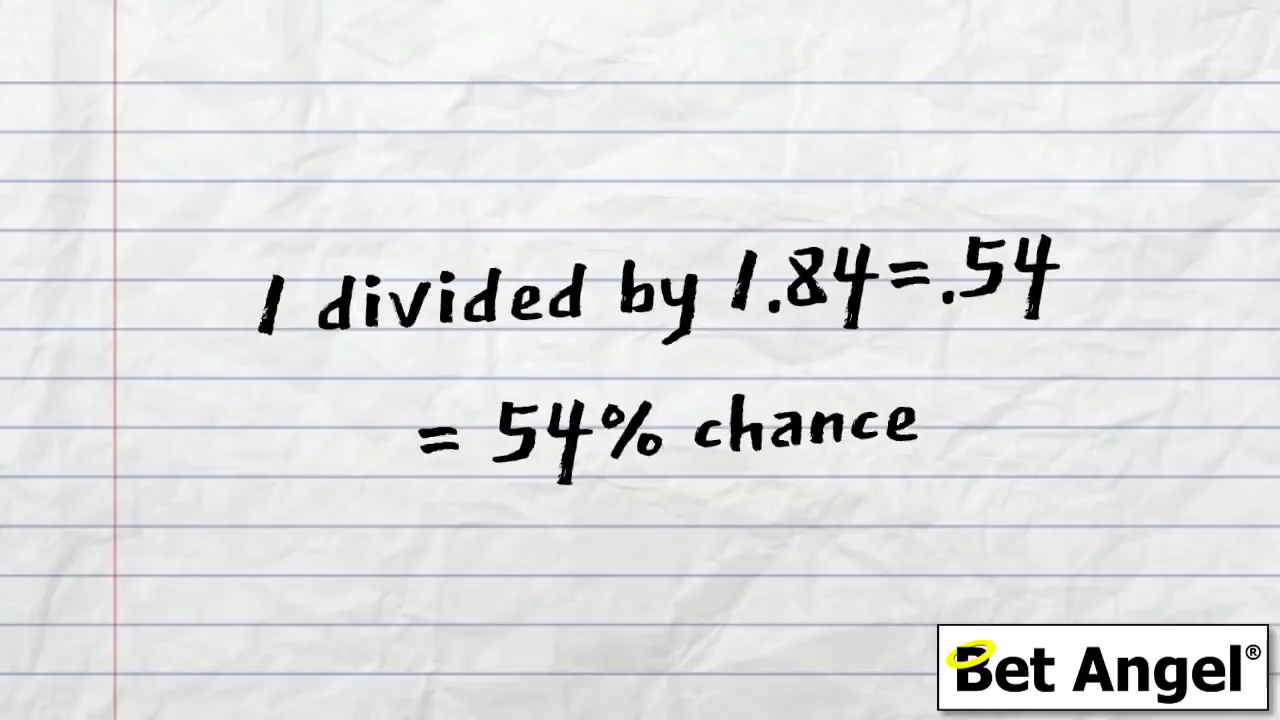 1 divided by 1.84=.54
= 54% chance
Bet Angel®